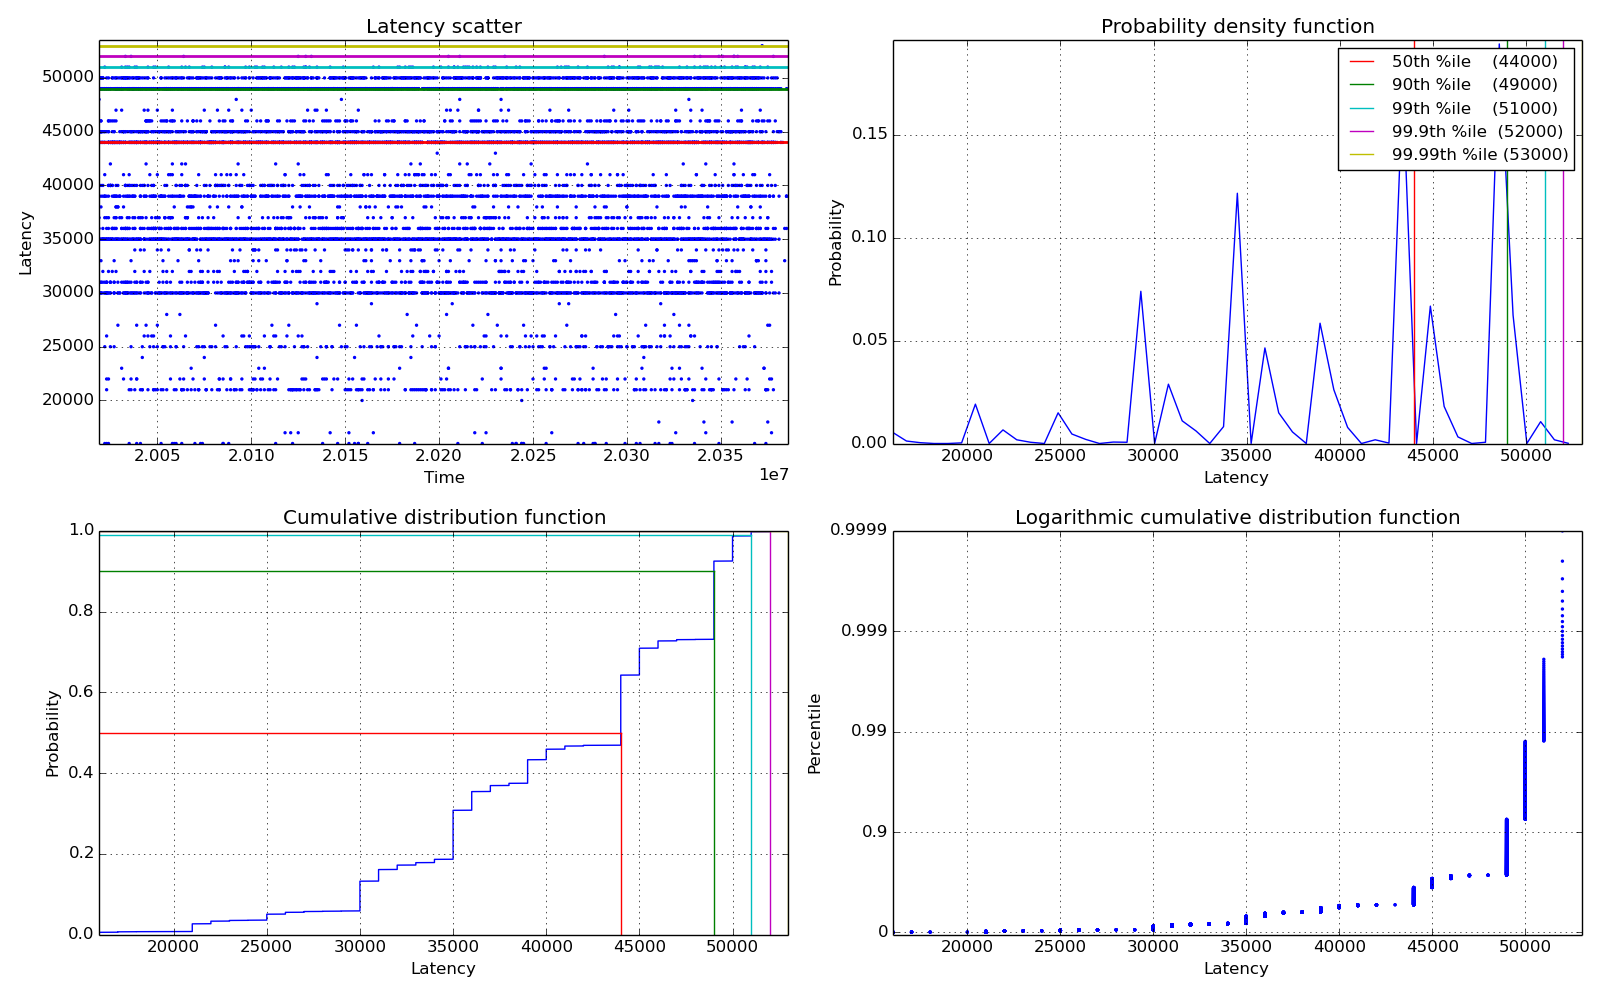 Latency scatter
50000
45000
40000
35000
30000
25000
20000
Latency
2.005
2.010
2.015
2.020
2.025
2.030
2.035
Time
1e7
Probability density function
50th %ile (44000)
90th %ile (49000)
99th %ile (51000)
99.9th %ile (52000)
99.99th %ile (53000)
0.15
0.10
0.05
0.00
Probability
20000
25000
30000
35000
40000
45000
50000
Latency
Cumulative distribution function
1.0
0.8
0.6
0.4
0.2
0.0
Probability
20000
25000
30000
35000
40000
45000
50000
Latency
Logarithmic cumulative distribution function
0.9999
0.999
0.99
0.9
0
Percentile
20000
25000
30000
35000
40000
45000
50000
Latency